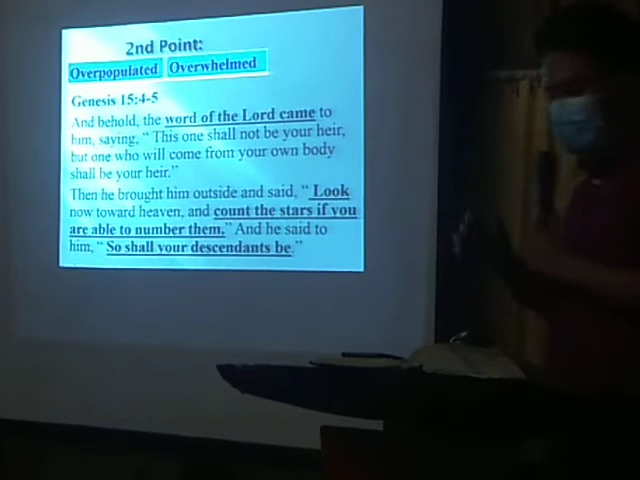 2nd Point:
Overpopulated Overwhelmed
Genesis 15:4-5
And behold, the word of the Lord came to
him, saying, “ This one shall not be your heir,
but one who will come from your own body
shall be your heir.”
Then he brought him outside and said, “ Look
now toward heaven, and count the stars if you
are able to number them.” And he said to
him, “ So shall your descendants be.”